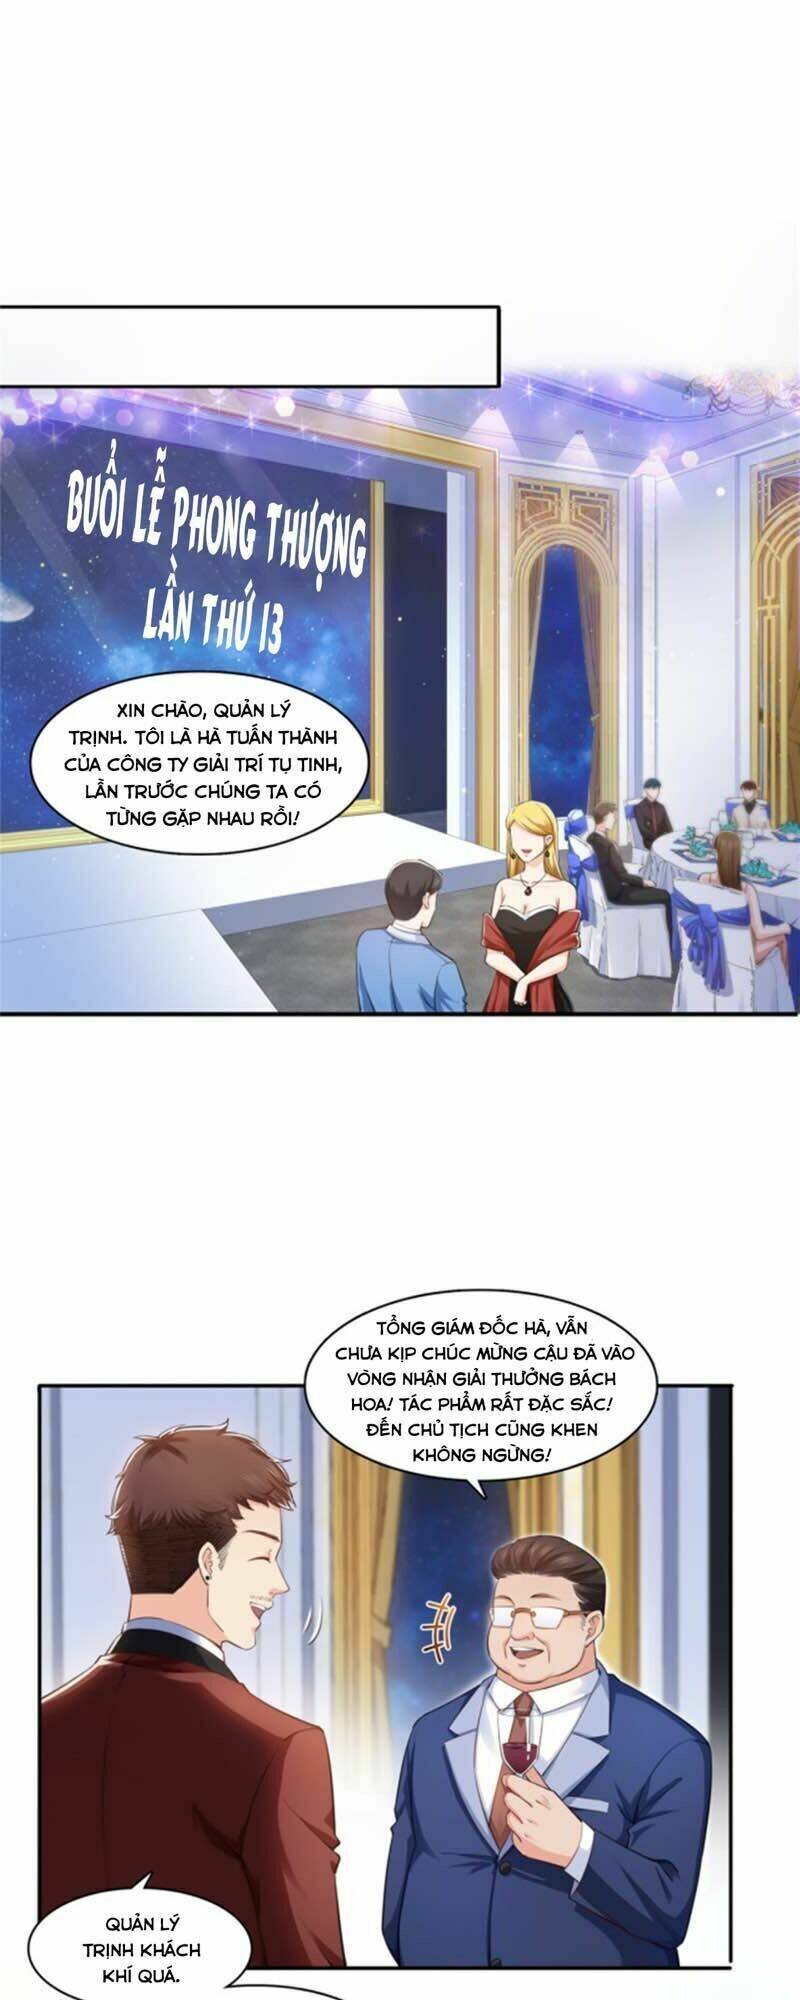 BUỔI LỄ PHONG THƯỢNG
LẦN THỨ 13
XIN CHÀO, QUẢN LÝ
TRỊNH. TÔI LÀ HÀ TUẤN THÀNH
CỦA CÔNG TY GIẢI TRÍ TỤ TINH,
LẦN TRƯỚC CHÚNG TA CÓ
TỪNG GẶP NHAU RỒI!
TỔNG GIÁM ĐỐC HÀ, VẪN
CHƯA KỊP CHÚC MỪNG CẬU ĐÃ VÀO
VÒNG NHẬN GIẢI THƯỞNG BÁCH
HOA! TÁC PHẨM RẤT ĐẶC SẮC!
ĐẾN CHỦ TỊCH CŨNG KHEN
KHÔNG NGỪNG!
QUẢN LÝ
TRỊNH KHÁCH
KHÍ QUÁ.